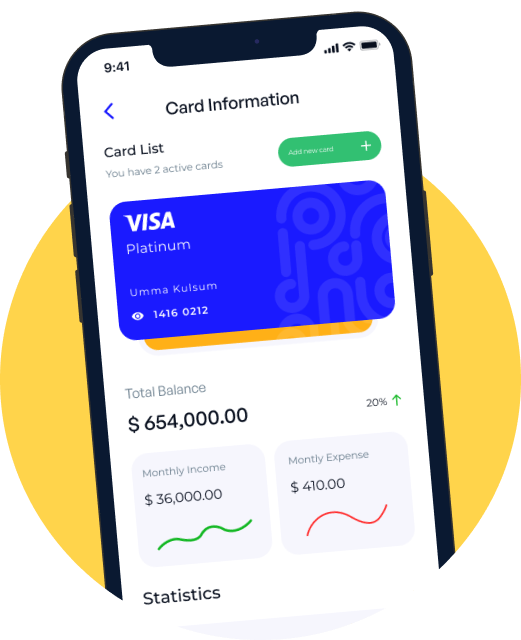 9:41
Card Information
Card List
You have 2 active cards
Add new card
VISA
Platinum
Umma Kulsum
1416 0212
Total Balance
$ 654,000.00
20%
Monthly Income
$ 36,000.00
Montly Expense
$ 410.00
Statistics